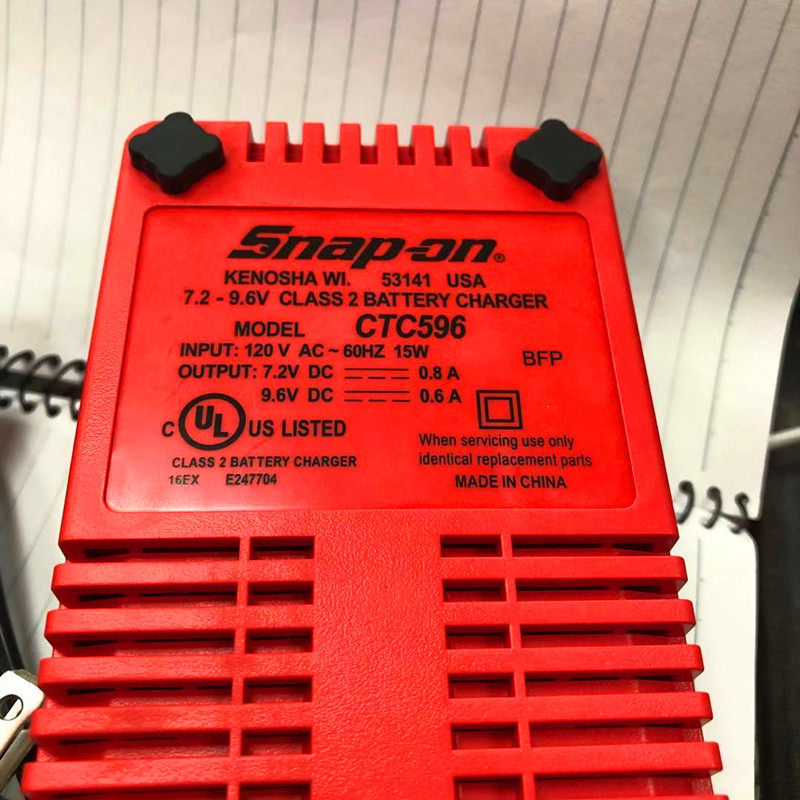 Snap-on®
KENOSHA WI. 53141 USA
7.2 - 9.6V CLASS 2 BATTERY CHARGER
MODEL CTC596
INPUT: 120 V AC ~ 60HZ 15W
BFP
OUTPUT: 7.2V DC 0.8 A
9.6V DC 0.6 A
C UL US LISTED
CLASS 2 BATTERY CHARGER
16EX E247704
When servicing use only
identical replacement parts
MADE IN CHINA